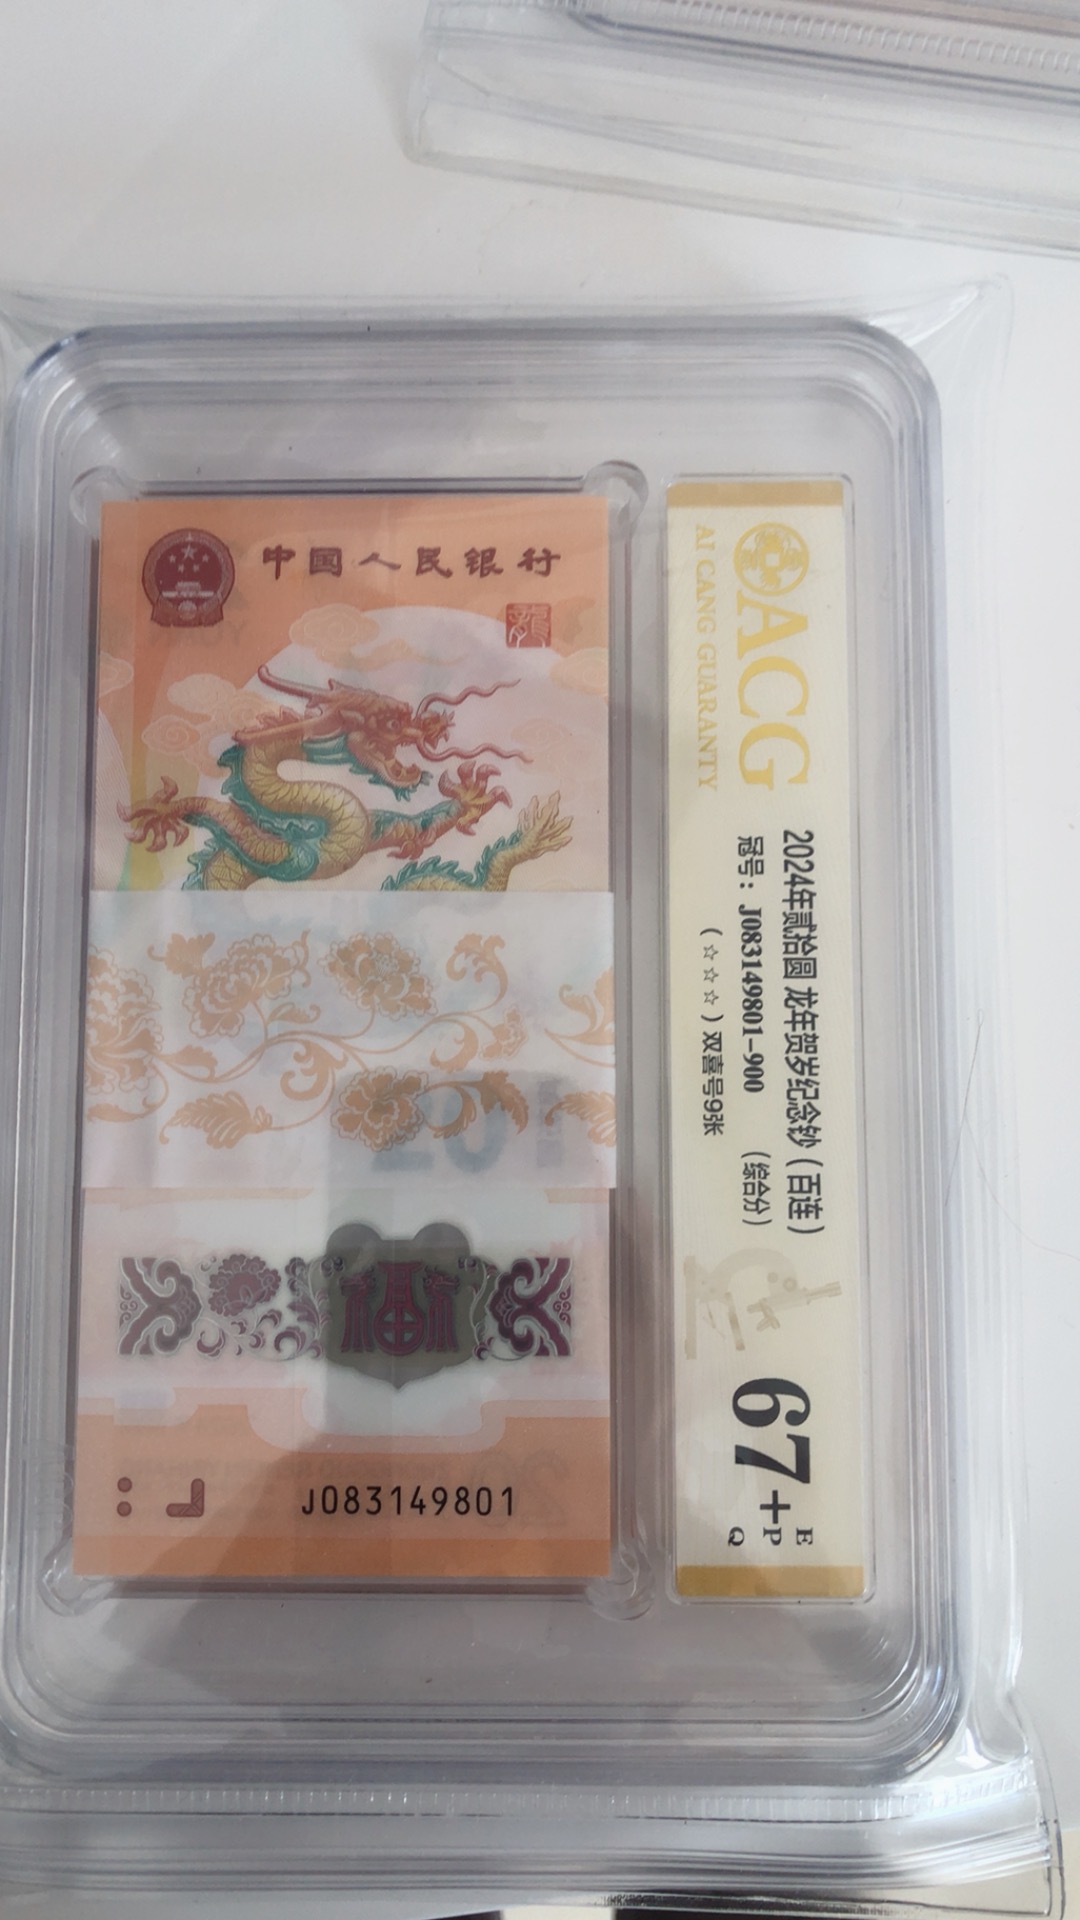 中国人民银行
龍
福
J083149801
ACG
AI CANG GUARANTY
2024年贰拾圆 龙年贺岁纪念钞（百连）
冠号：J083149801-900 （综合分）
（☆☆☆）双喜号9张
67+
E
P
Q